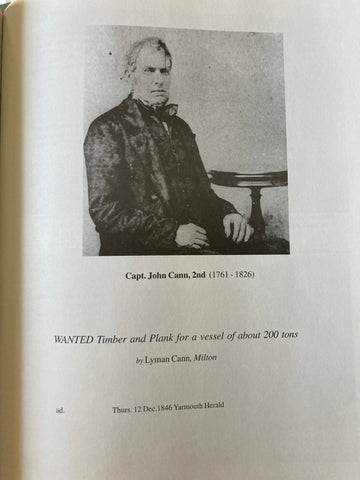 Capt. John Cann, 2nd (1761 - 1826)
WANTED Timber and Plank for a vessel of about 200 tons
by Lyman Cann, Milton
ad. Thurs. 12 Dec.1846 Yarmouth Herald